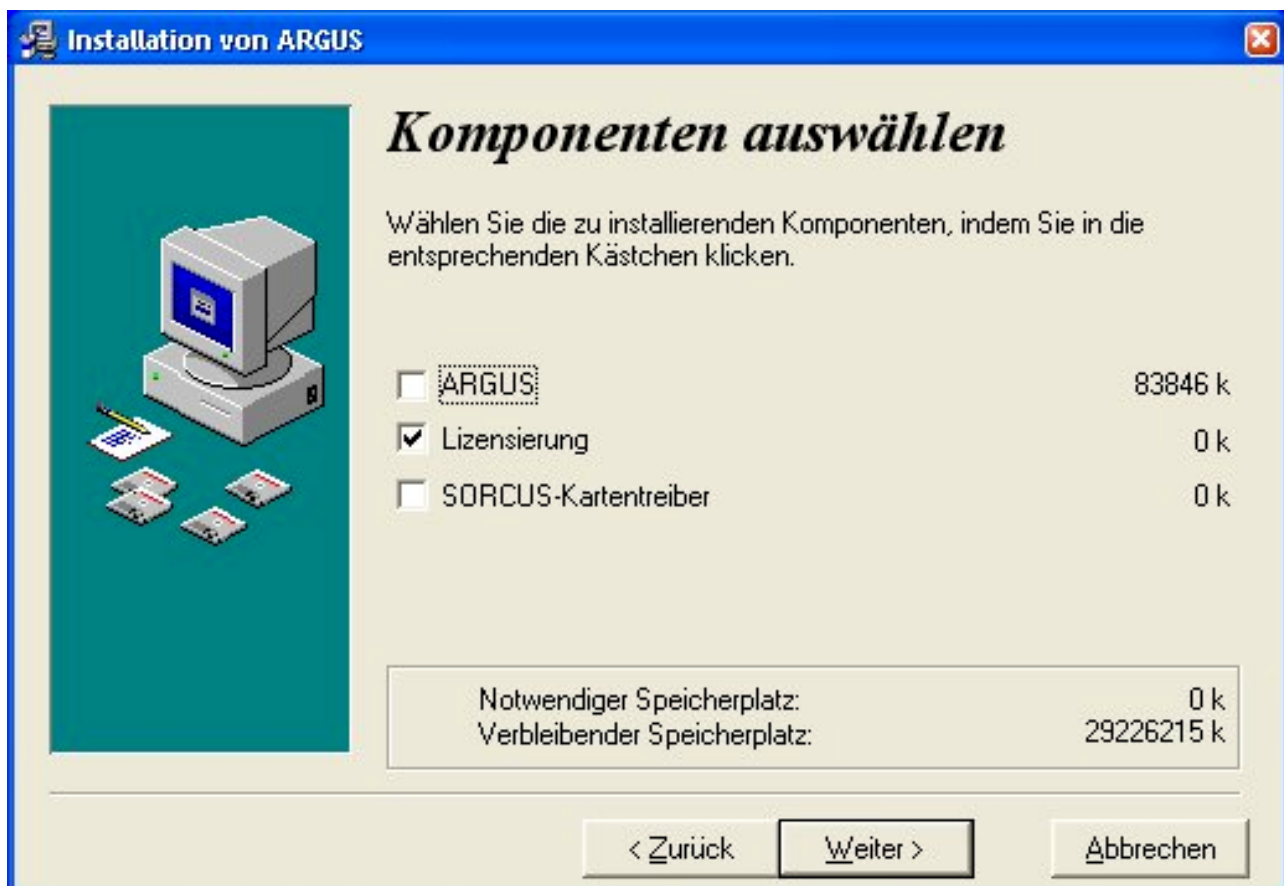 Installation von ARGUS
Komponenten auswählen
Wählen Sie die zu installierenden Komponenten, indem Sie in die
entsprechenden Kästchen klicken.
ARGUS 83846 k
Lizensierung 0 k
SORCUS-Kartentreiber 0 k
Notwendiger Speicherplatz: 0 k
Verbleibender Speicherplatz: 29226215 k
< Zurück Weiter > Abbrechen